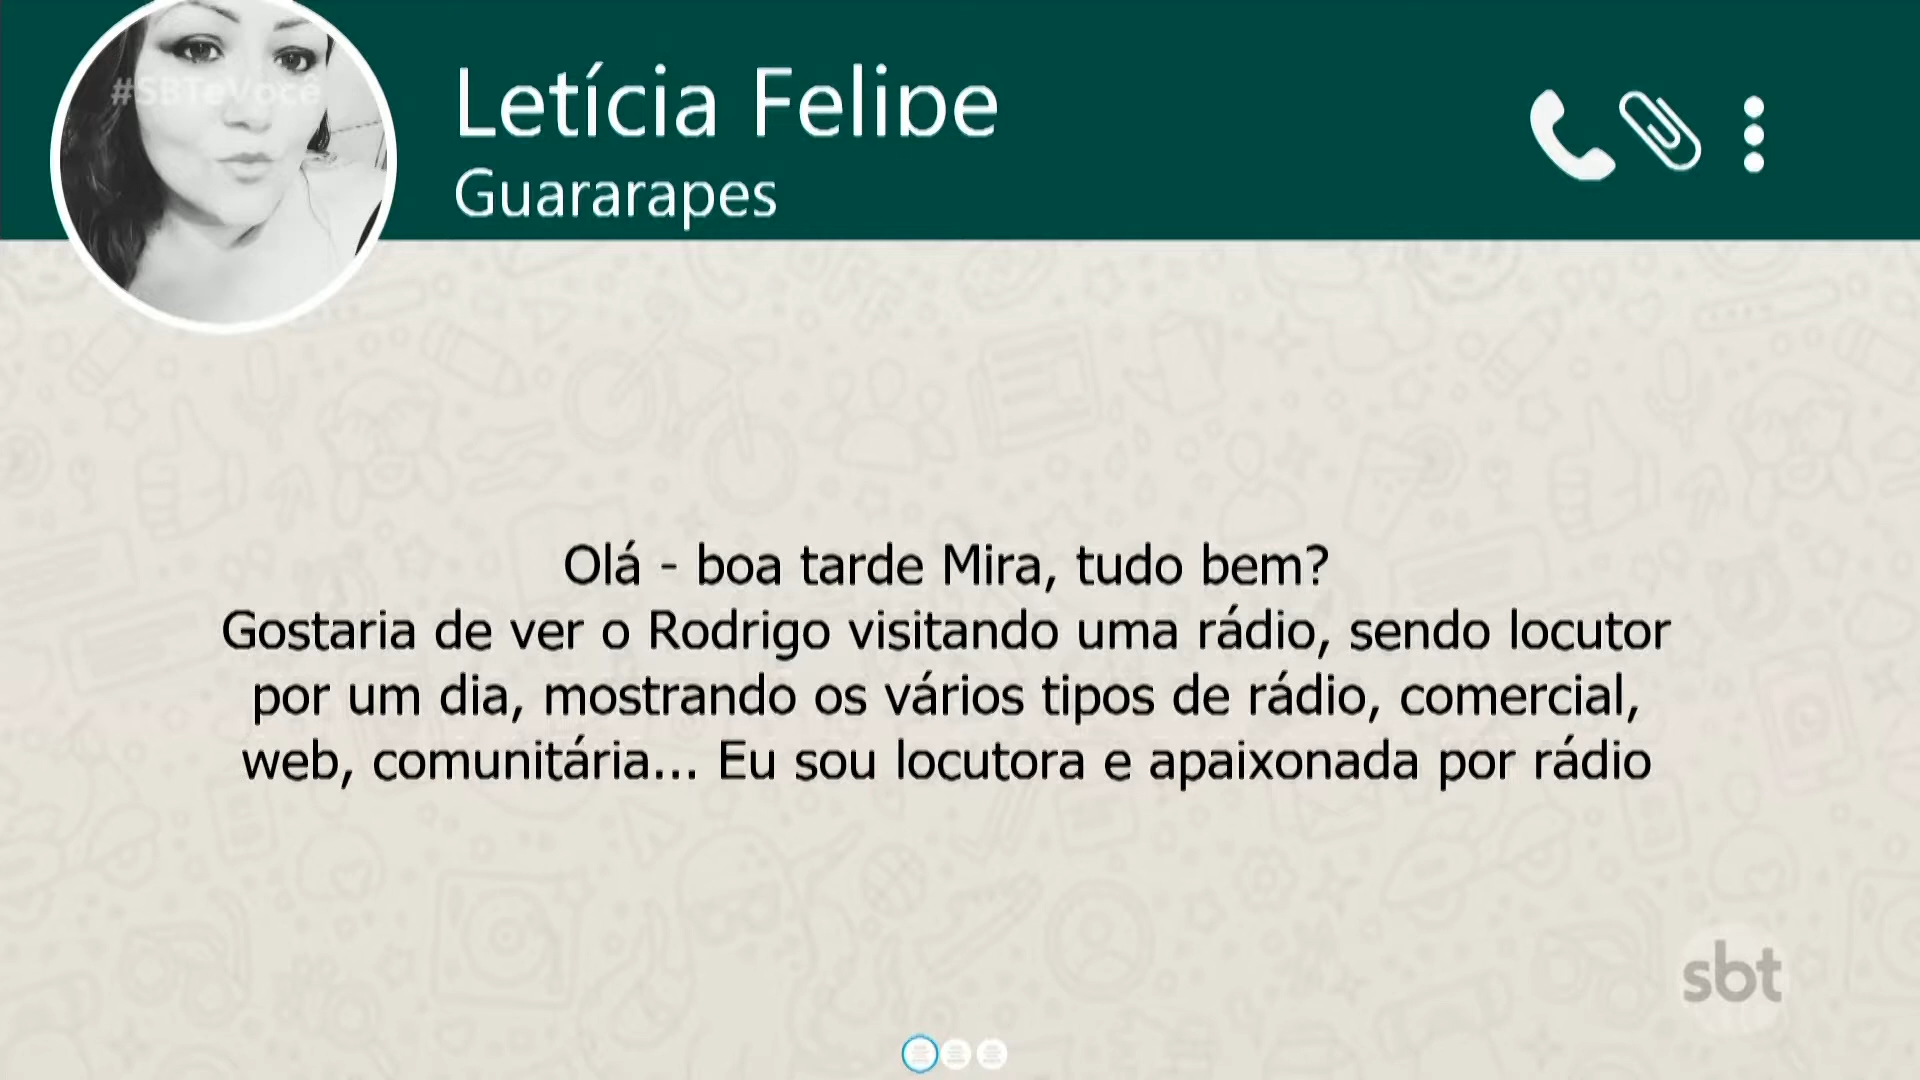 #SBTeVocê
Letícia Felipe
Guararapes
Olá - boa tarde Mira, tudo bem?
Gostaria de ver o Rodrigo visitando uma rádio, sendo locutor
por um dia, mostrando os vários tipos de rádio, comercial,
web, comunitária... Eu sou locutora e apaixonada por rádio
sbt